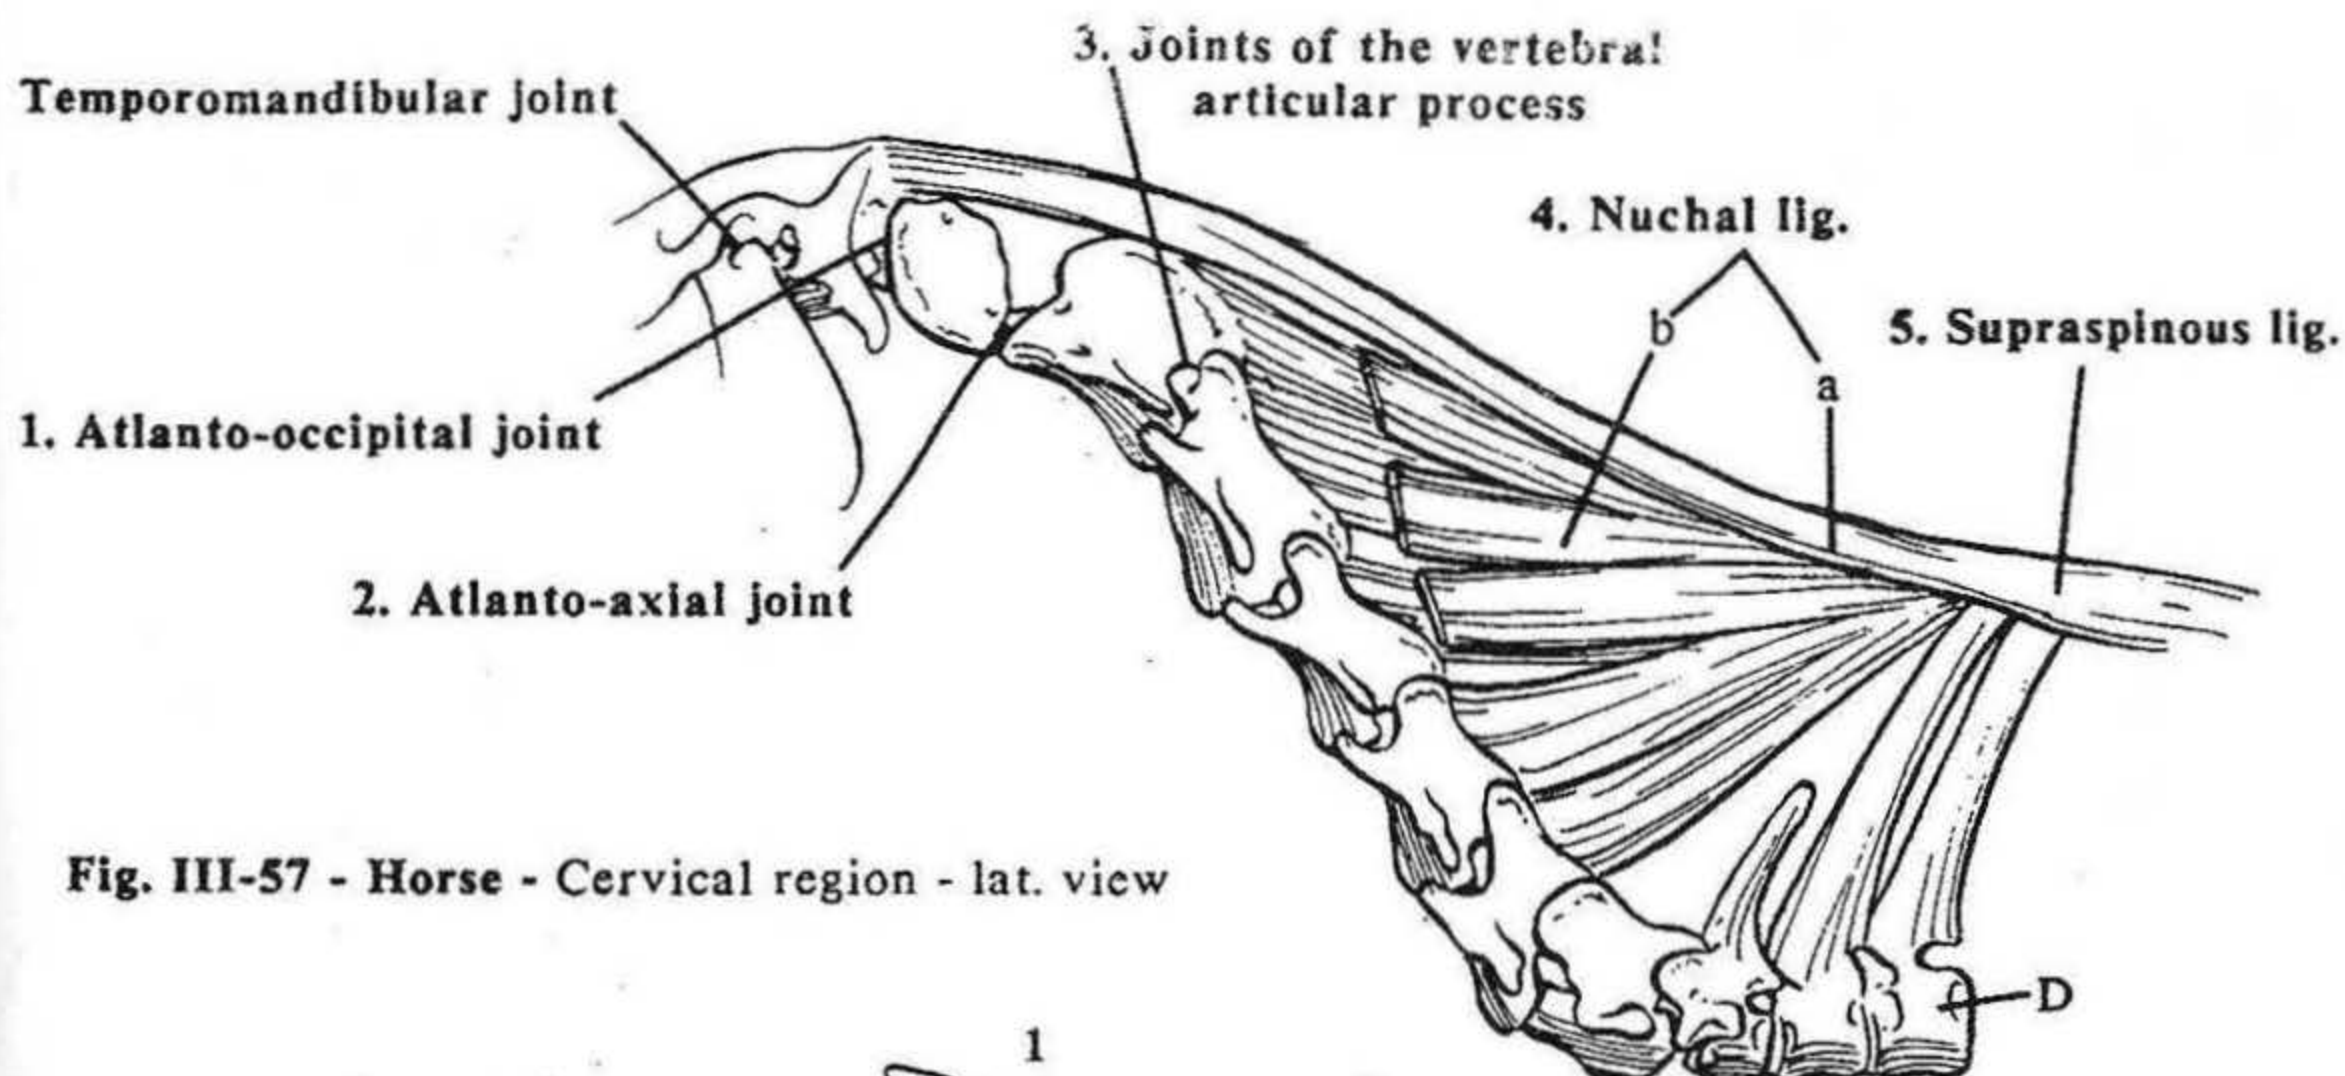 3. Joints of the vertebral
articular process
Temporomandibular joint
4. Nuchal lig.
b
a
5. Supraspinous lig.
1. Atlanto-occipital joint
2. Atlanto-axial joint
Fig. III-57 - Horse - Cervical region - lat. view
D
1